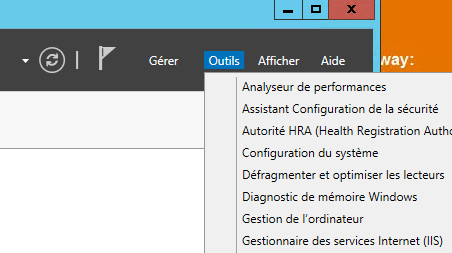 Gérer Outils Afficher Aide
way:
Analyseur de performances
Assistant Configuration de la sécurité
Autorité HRA (Health Registration Autho
Configuration du système
Défragmenter et optimiser les lecteurs
Diagnostic de mémoire Windows
Gestion de l'ordinateur
Gestionnaire des services Internet (IIS)